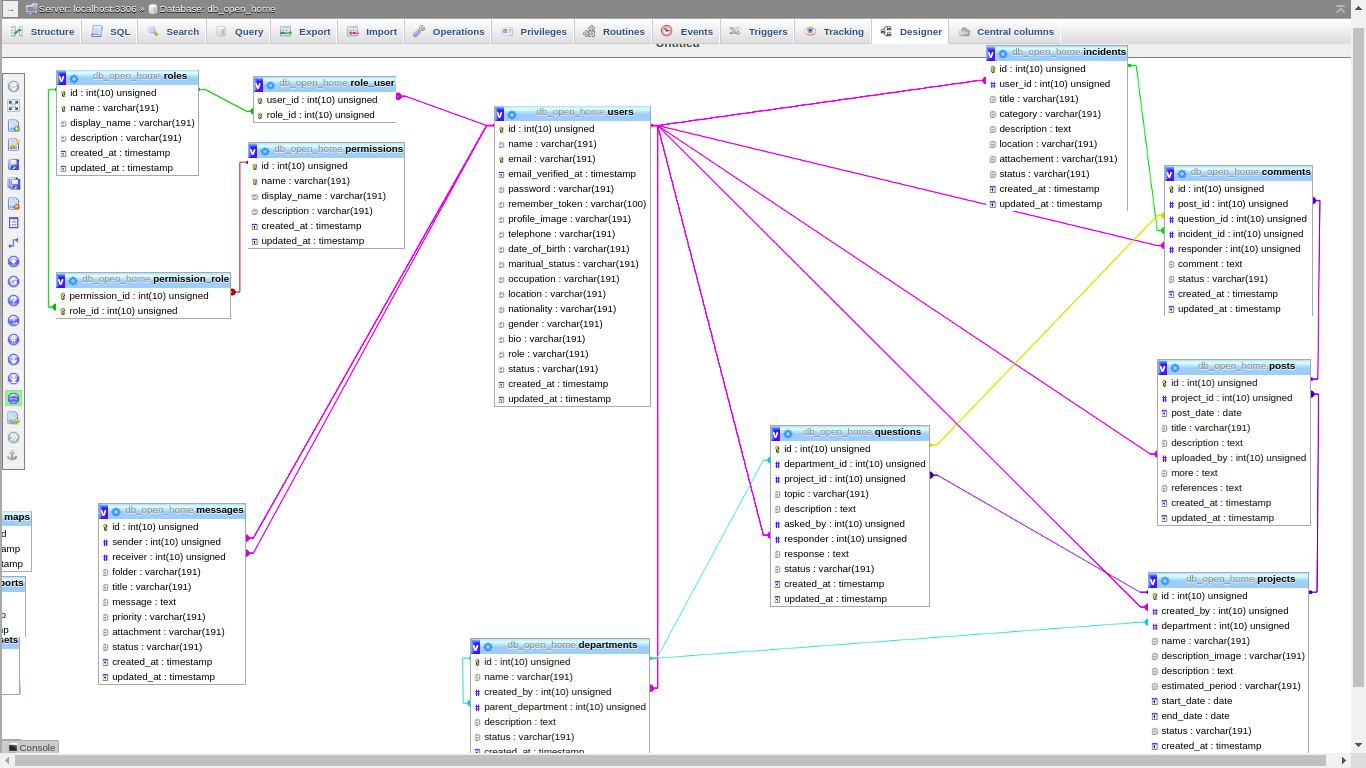 Server: localhost:3306 » Database: db_open_home
Structure SQL Search Query Export Import Operations Privileges Routines Events Triggers Tracking Designer Central columns
Untitled
db_open_home roles
id : int(10) unsigned
name : varchar(191)
display_name : varchar(191)
description : varchar(191)
created_at : timestamp
updated_at : timestamp
db_open_home role_user
user_id : int(10) unsigned
role_id : int(10) unsigned
db_open_home permissions
id : int(10) unsigned
name : varchar(191)
display_name : varchar(191)
description : varchar(191)
created_at : timestamp
updated_at : timestamp
db_open_home permission_role
permission_id : int(10) unsigned
role_id : int(10) unsigned
db_open_home users
id : int(10) unsigned
name : varchar(191)
email : varchar(191)
email_verified_at : timestamp
password : varchar(191)
remember_token : varchar(100)
profile_image : varchar(191)
telephone : varchar(191)
date_of_birth : varchar(191)
maritual_status : varchar(191)
occupation : varchar(191)
location : varchar(191)
nationality : varchar(191)
gender : varchar(191)
bio : varchar(191)
role : varchar(191)
status : varchar(191)
created_at : timestamp
updated_at : timestamp
db_open_home incidents
id : int(10) unsigned
user_id : int(10) unsigned
title : varchar(191)
category : varchar(191)
description : text
location : varchar(191)
attachement : varchar(191)
status : varchar(191)
created_at : timestamp
updated_at : timestamp
db_open_home comments
id : int(10) unsigned
post_id : int(10) unsigned
question_id : int(10) unsigned
incident_id : int(10) unsigned
responder : int(10) unsigned
comment : text
status : varchar(191)
created_at : timestamp
updated_at : timestamp
db_open_home posts
id : int(10) unsigned
project_id : int(10) unsigned
post_date : date
title : varchar(191)
description : text
uploaded_by : int(10) unsigned
more : text
references : text
created_at : timestamp
updated_at : timestamp
db_open_home questions
id : int(10) unsigned
department_id : int(10) unsigned
project_id : int(10) unsigned
topic : varchar(191)
description : text
asked_by : int(10) unsigned
responder : int(10) unsigned
response : text
status : varchar(191)
created_at : timestamp
updated_at : timestamp
maps
d
amp
tamp
ports
p
sets
db_open_home messages
id : int(10) unsigned
sender : int(10) unsigned
receiver : int(10) unsigned
folder : varchar(191)
title : varchar(191)
message : text
priority : varchar(191)
attachment : varchar(191)
status : varchar(191)
created_at : timestamp
updated_at : timestamp
db_open_home departments
id : int(10) unsigned
name : varchar(191)
created_by : int(10) unsigned
parent_department : int(10) unsigned
description : text
status : varchar(191)
created_at : timestamp
db_open_home projects
id : int(10) unsigned
created_by : int(10) unsigned
department : int(10) unsigned
name : varchar(191)
description_image : varchar(191)
description : text
estimated_period : varchar(191)
start_date : date
end_date : date
status : varchar(191)
created_at : timestamp
Console